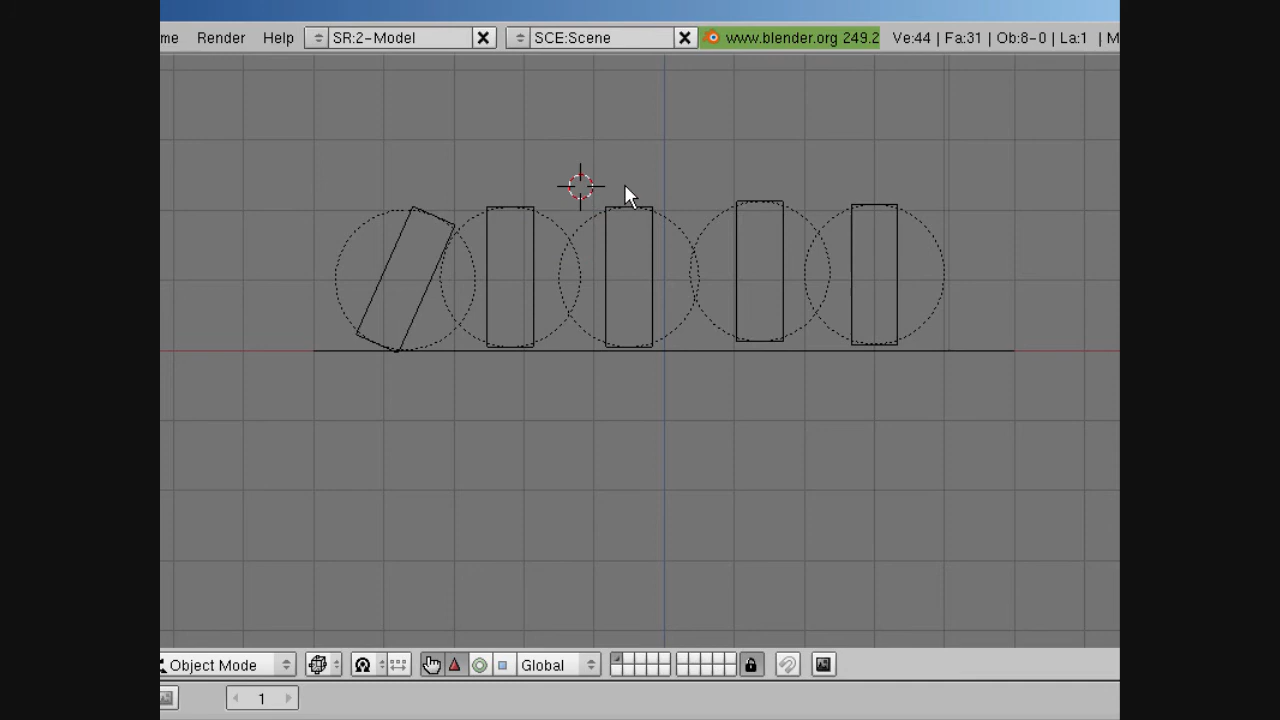 me Render Help SR:2-Model SCE:Scene www.blender.org 249.2 Ve:44 | Fa:31 | Ob:8-0 | La:1 | M
Object Mode Global
1